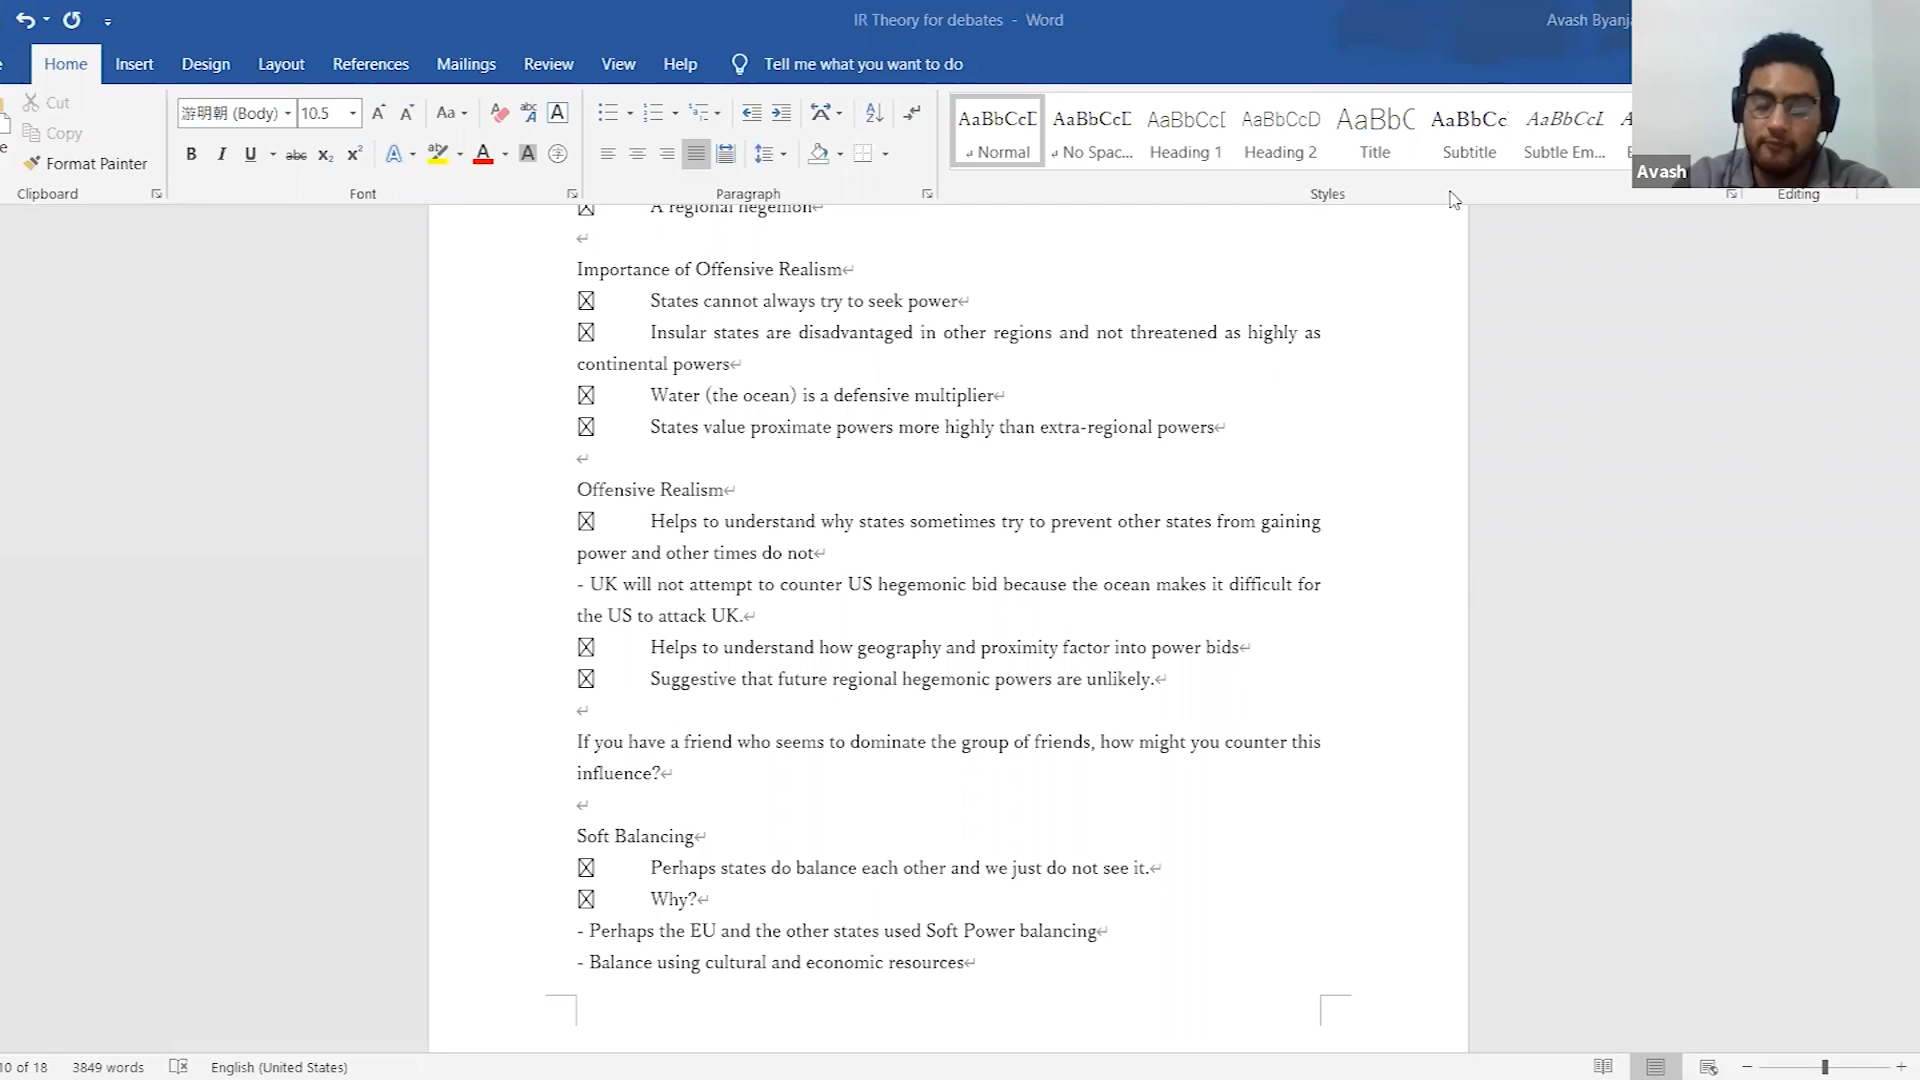 IR Theory for debates - Word
Avash
Home Insert Design Layout References Mailings Review View Help Tell me what you want to do
Cut
Copy
Format Painter
Clipboard
游明朝 (Body) 10.5
Font
Paragraph
AaBbCcD AaBbCcD AaBbCcD AaBbCcD AaBbC AaBbCc AaBbCcL
Normal No Spac... Heading 1 Heading 2 Title Subtitle Subtle Em...
Styles
Editing
Avash
A regional hegemon
Importance of Offensive Realism
States cannot always try to seek power
Insular states are disadvantaged in other regions and not threatened as highly as
continental powers
Water (the ocean) is a defensive multiplier
States value proximate powers more highly than extra-regional powers
Offensive Realism
Helps to understand why states sometimes try to prevent other states from gaining
power and other times do not
- UK will not attempt to counter US hegemonic bid because the ocean makes it difficult for
the US to attack UK.
Helps to understand how geography and proximity factor into power bids
Suggestive that future regional hegemonic powers are unlikely.
If you have a friend who seems to dominate the group of friends, how might you counter this
influence?
Soft Balancing
Perhaps states do balance each other and we just do not see it.
Why?
- Perhaps the EU and the other states used Soft Power balancing
- Balance using cultural and economic resources
10 of 18 3849 words English (United States)